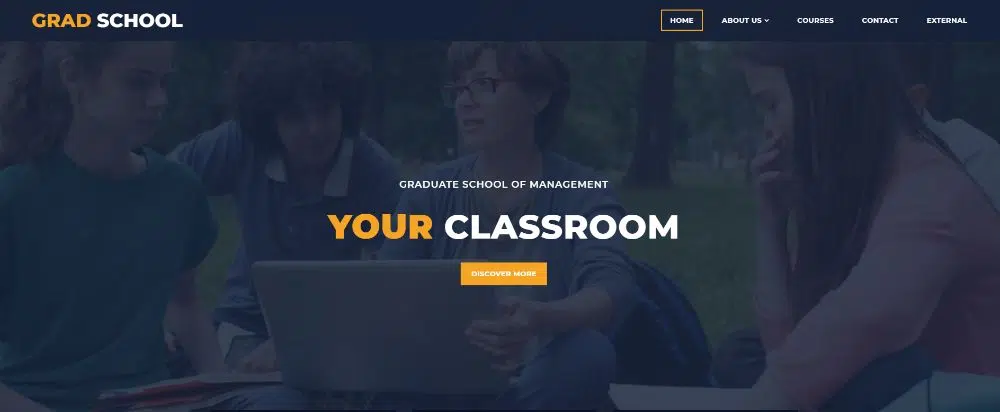 GRAD SCHOOL
HOME ABOUT US COURSES CONTACT EXTERNAL
GRADUATE SCHOOL OF MANAGEMENT
YOUR CLASSROOM
DISCOVER MORE